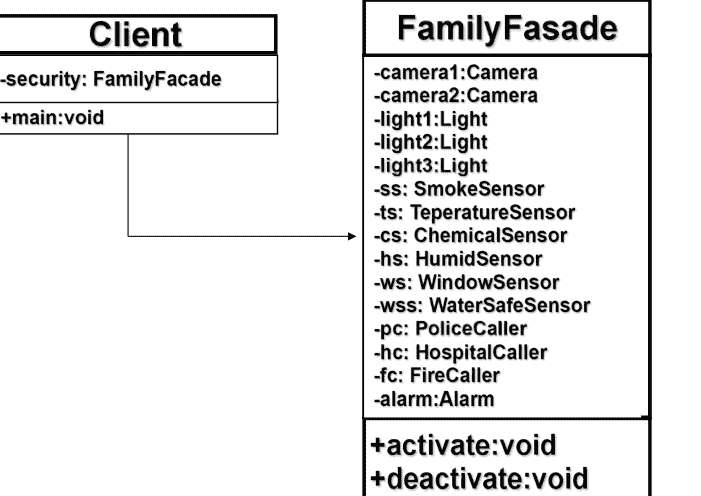 Client
-security: FamilyFacade
+main:void
FamilyFasade
-camera1:Camera
-camera2:Camera
-light1:Light
-light2:Light
-light3:Light
-ss: SmokeSensor
-ts: TeperatureSensor
-cs: ChemicalSensor
-hs: HumidSensor
-ws: WindowSensor
-wss: WaterSafeSensor
-pc: PoliceCaller
-hc: HospitalCaller
-fc: FireCaller
-alarm:Alarm
+activate:void
+deactivate:void